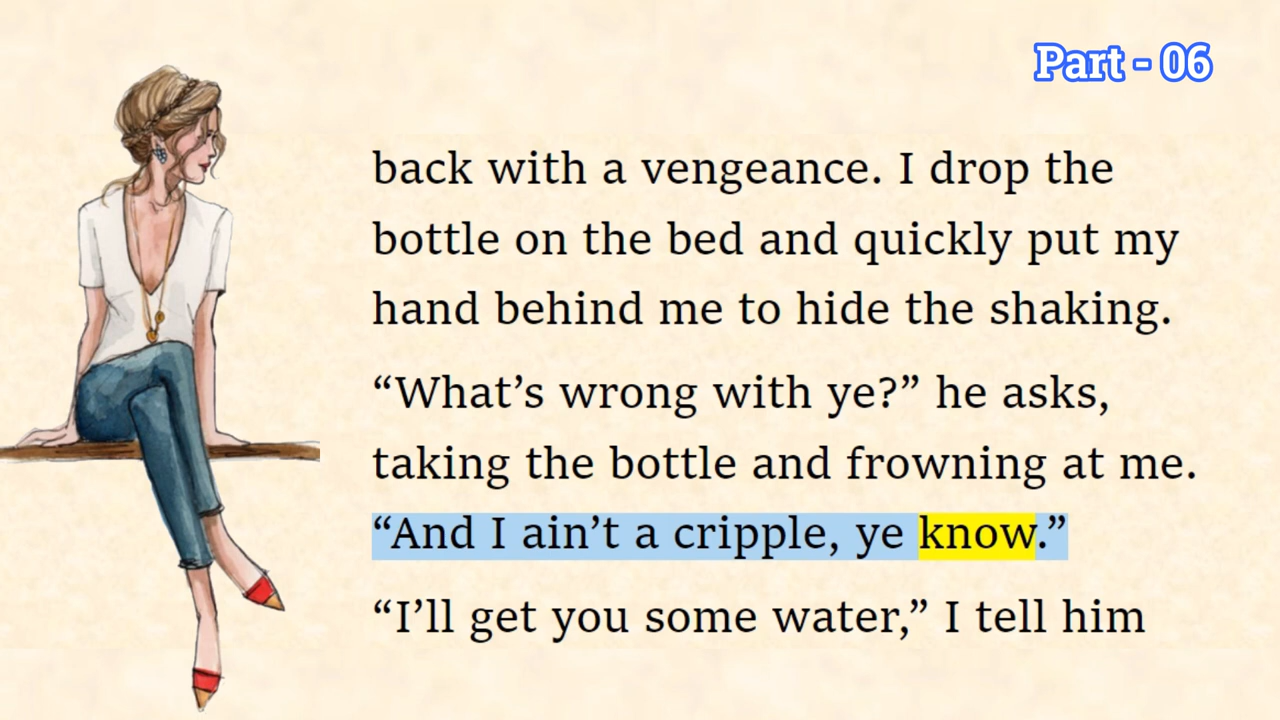 Part - 06
back with a vengeance. I drop the
bottle on the bed and quickly put my
hand behind me to hide the shaking.
“What’s wrong with ye?” he asks,
taking the bottle and frowning at me.
“And I ain’t a cripple, ye know.”
“I’ll get you some water,” I tell him